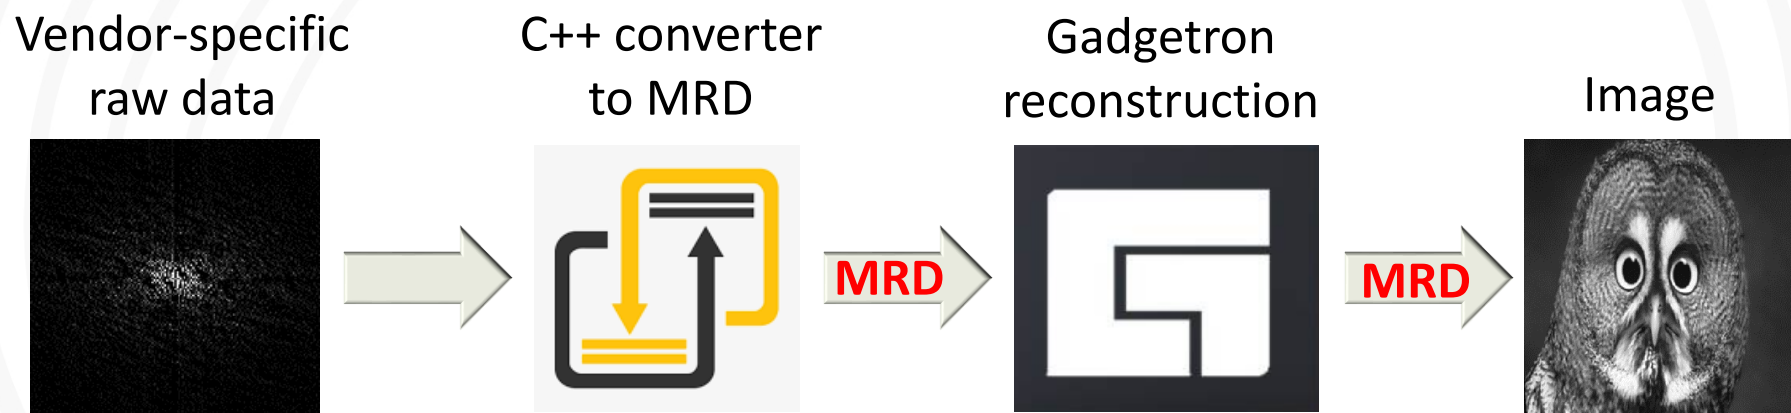 Vendor-specific
raw data
C++ converter
to MRD
Gadgetron
reconstruction
Image
MRD
MRD